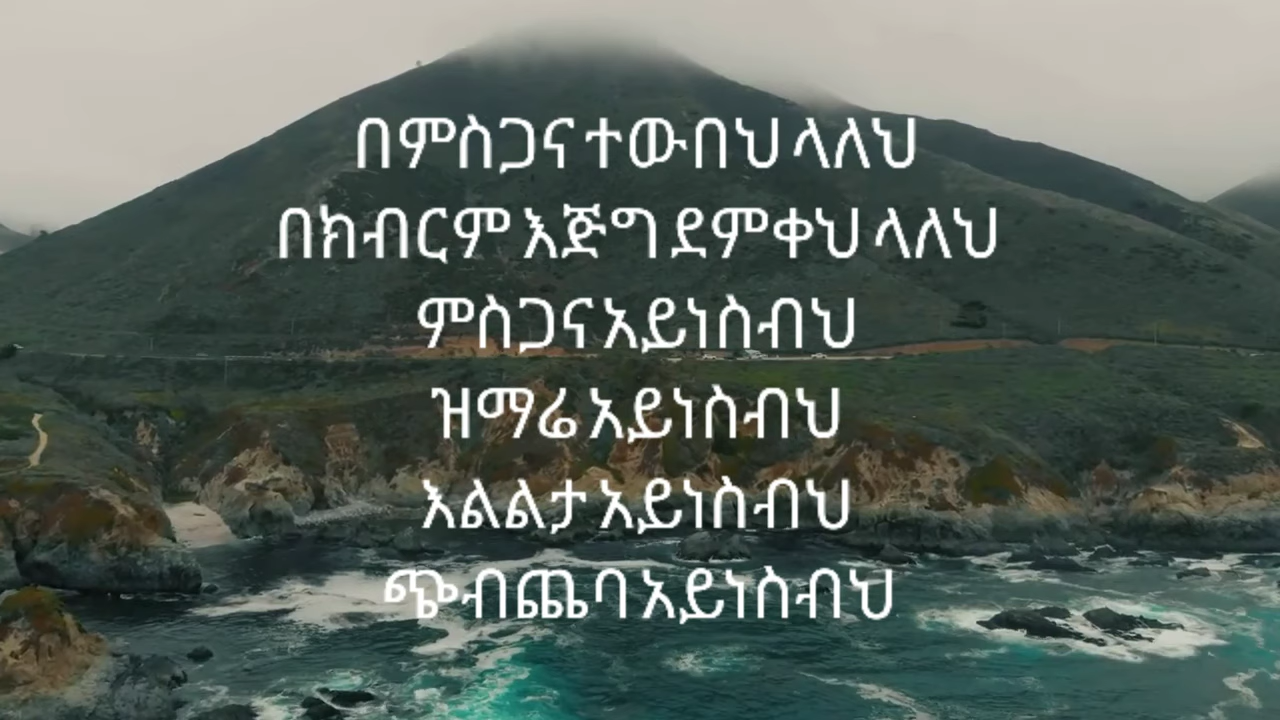 በምስጋና ተውበህ ላለህ
በክብርም እጅግ ደምቀህ ላለህ
ምስጋና አይነስብህ
ዝማሬ አይነስብህ
እልልታ አይነስብህ
ጭብጨባ አይነስብህ